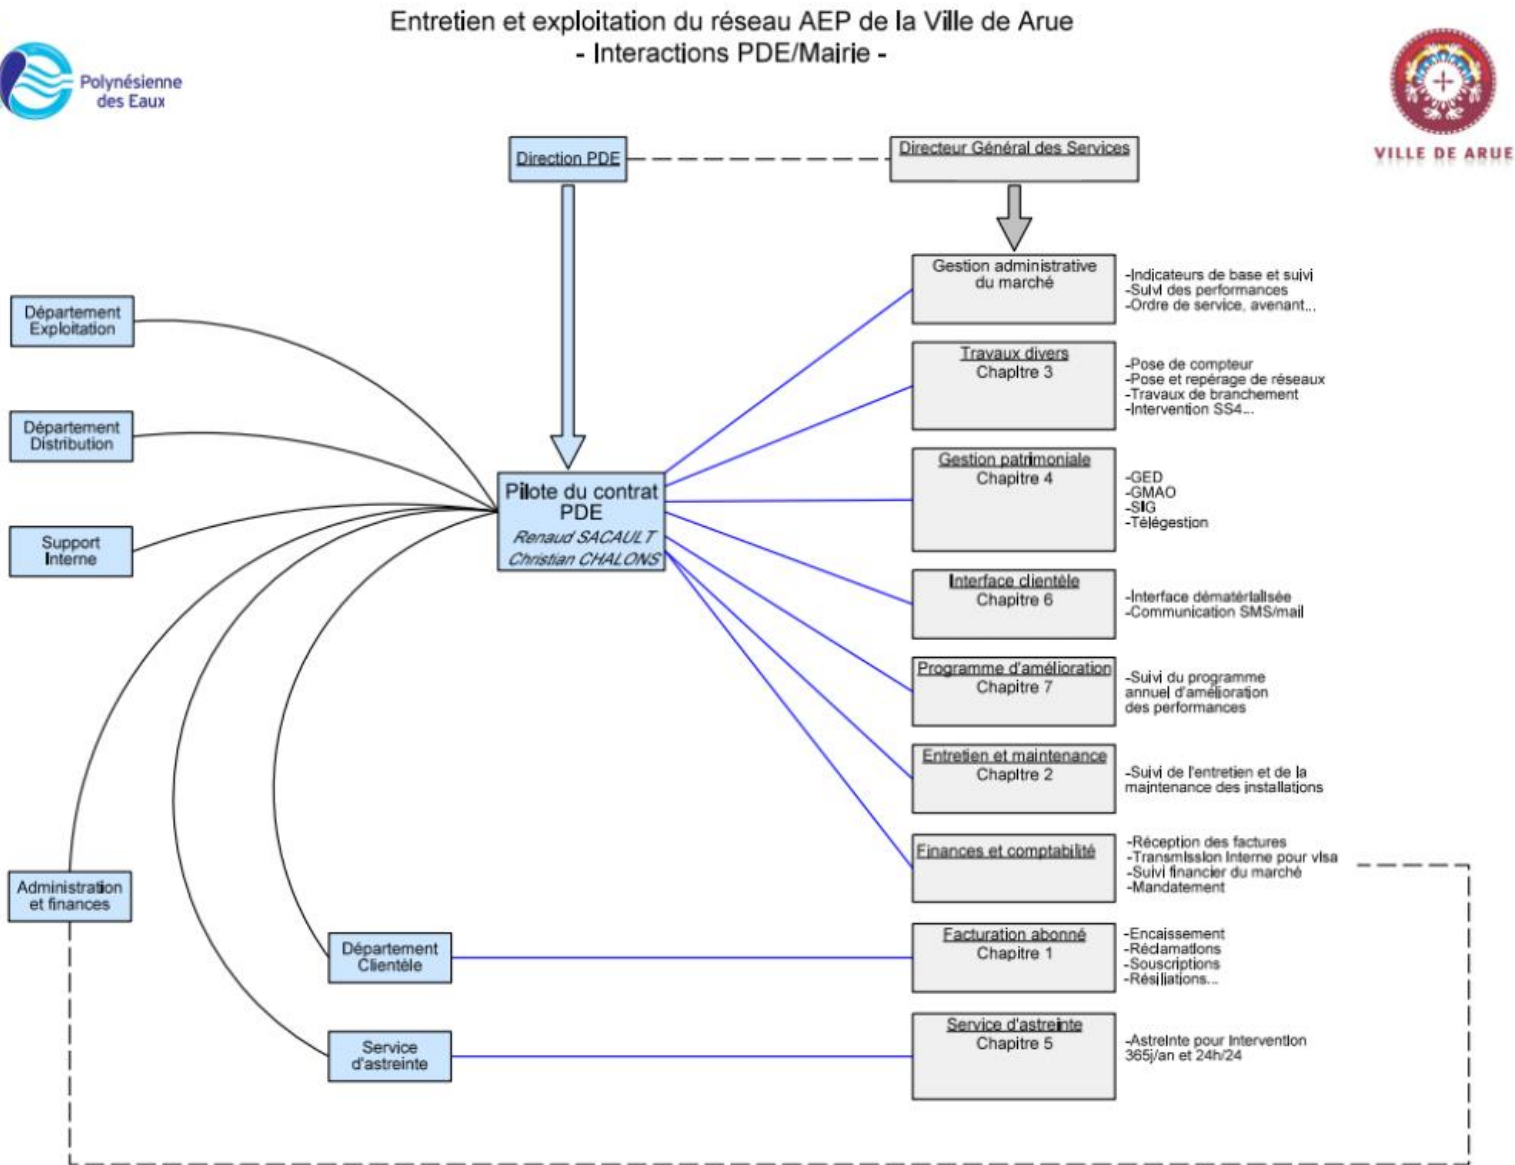 Entretien et exploitation du réseau AEP de la Ville de Arue
- Interactions PDE/Mairie -
Polynésienne
des Eaux
VILLE DE ARUE
Direction PDE
Directeur Général des Services
Gestion administrative
du marché
-Indicateurs de base et suivi
-Suivi des performances
-Ordre de service, avenant...
Département
Exploitation
Travaux divers
Chapitre 3
-Pose de compteur
-Pose et repérage de réseaux
-Travaux de branchement
-Intervention SS4...
Département
Distribution
Gestion patrimoniale
Chapitre 4
-GED
-GMAO
-SIG
-Télégestion
Pilote du contrat
PDE
Renaud SACAULT
Christian CHALONS
Support
Interne
Interface clientèle
Chapitre 6
-Interface dématérialisée
-Communication SMS/mail
Programme d'amélioration
Chapitre 7
-Suivi du programme
annuel d'amélioration
des performances
Entretien et maintenance
Chapitre 2
-Suivi de l'entretien et de la
maintenance des installations
Finances et comptabilité
-Réception des factures
-Transmission Interne pour visa
-Suivi financier du marché
-Mandatement
Administration
et finances
Département
Clientèle
Facturation abonné
Chapitre 1
-Encaissement
-Réclamations
-Souscriptions
-Résiliations...
Service
d'astreinte
Service d'astreinte
Chapitre 5
-Astreinte pour Intervention
365j/an et 24h/24